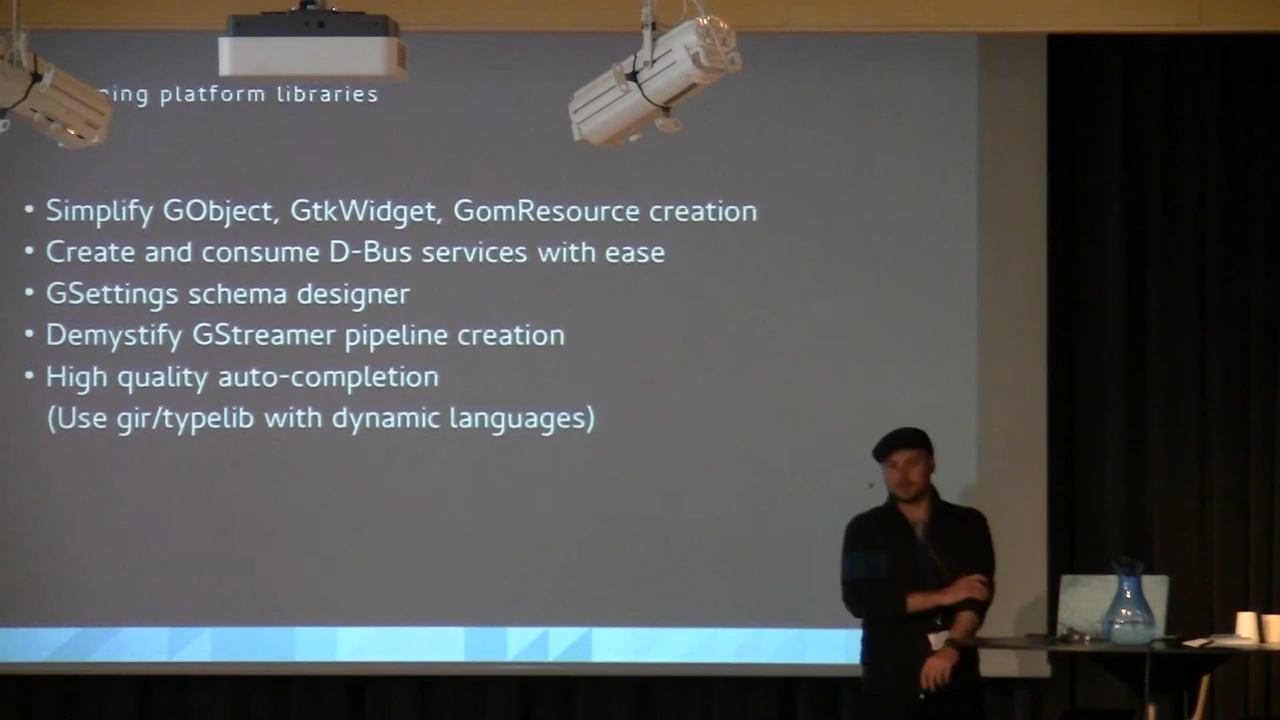 platform libraries
• Simplify GObject, GtkWidget, GomResource creation
• Create and consume D-Bus services with ease
• GSettings schema designer
• Demystify GStreamer pipeline creation
• High quality auto-completion
(Use gir/typelib with dynamic languages)